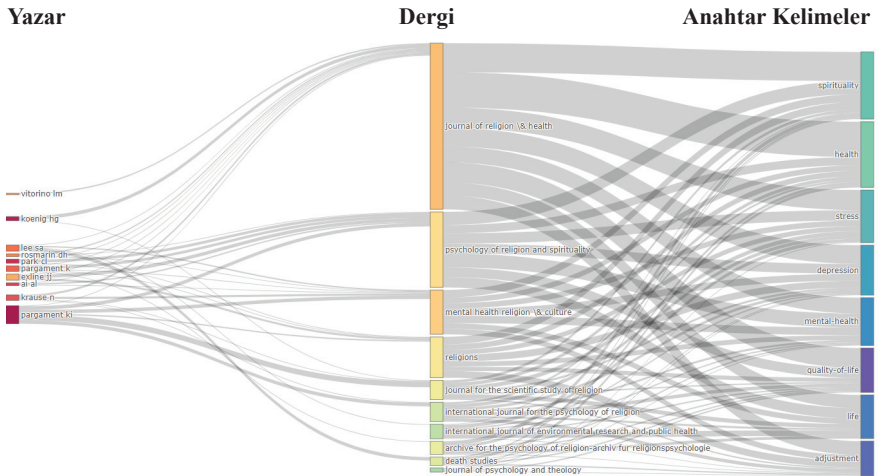 Yazar
Dergi
Anahtar Kelimeler
vitorino lm
koenig hg
lee sa
rosmarin dh
park cl
pargament k
exline jj
ai al
krause n
pargament ki
journal of religion \& health
psychology of religion and spirituality
mental health religion \& culture
religions
journal for the scientific study of religion
international journal for the psychology of religion
international journal of environmental research and public health
archive for the psychology of religion-archiv fur religionspsychologie
death studies
journal of psychology and theology
spirituality
health
stress
depression
mental-health
quality-of-life
life
adjustment